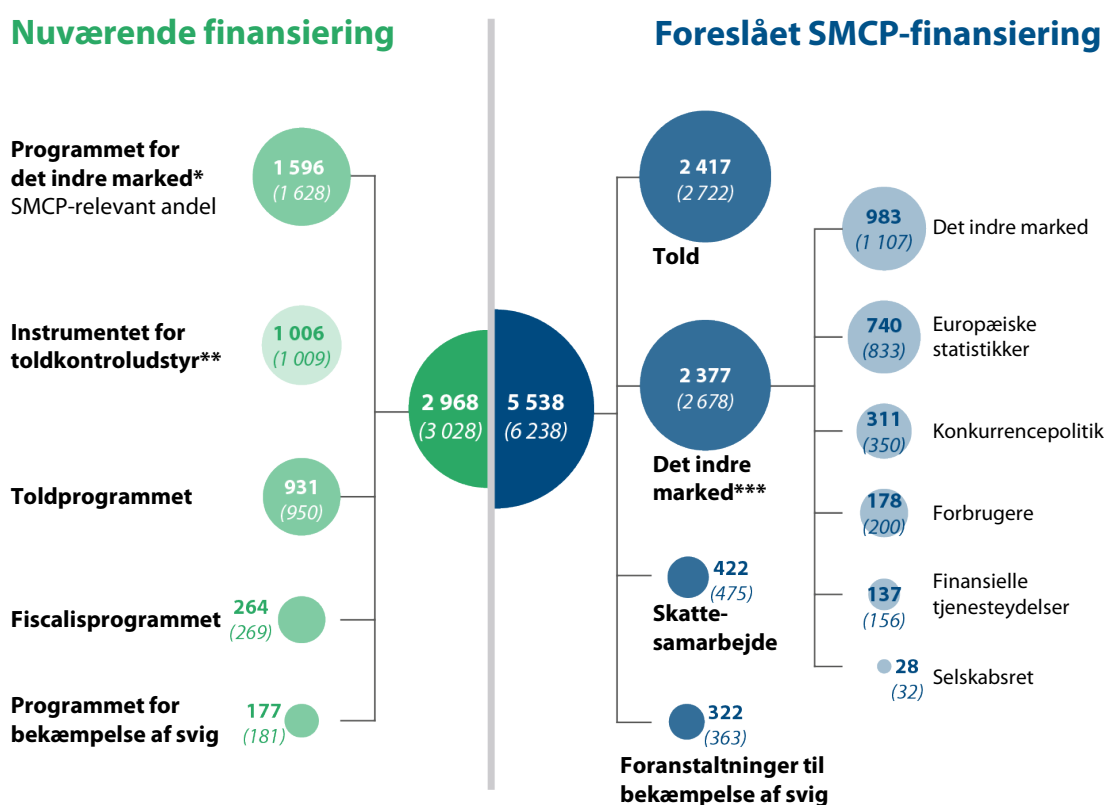 Nuværende finansiering
Programmet for
det indre marked*
SMCP-relevant andel
1 596
(1 628)
Instrumentet for
toldkontroludstyr**
1 006
(1 009)
Toldprogrammet
931
(950)
Fiscalisprogrammet
264
(269)
Programmet for
bekæmpelse af svig
177
(181)
2 968
(3 028)
Foreslået SMCP-finansiering
5 538
(6 238)
2 417
(2 722)
Told
2 377
(2 678)
Det indre
marked***
422
(475)
Skatte-
samarbejde
322
(363)
Foranstaltninger til
bekæmpelse af svig
983
(1 107)
Det indre marked
740
(833)
Europæiske
statistikker
311
(350)
Konkurrencepolitik
178
(200)
Forbrugere
137
(156)
Finansielle
tjenesteydelser
28
(32)
Selskabsret